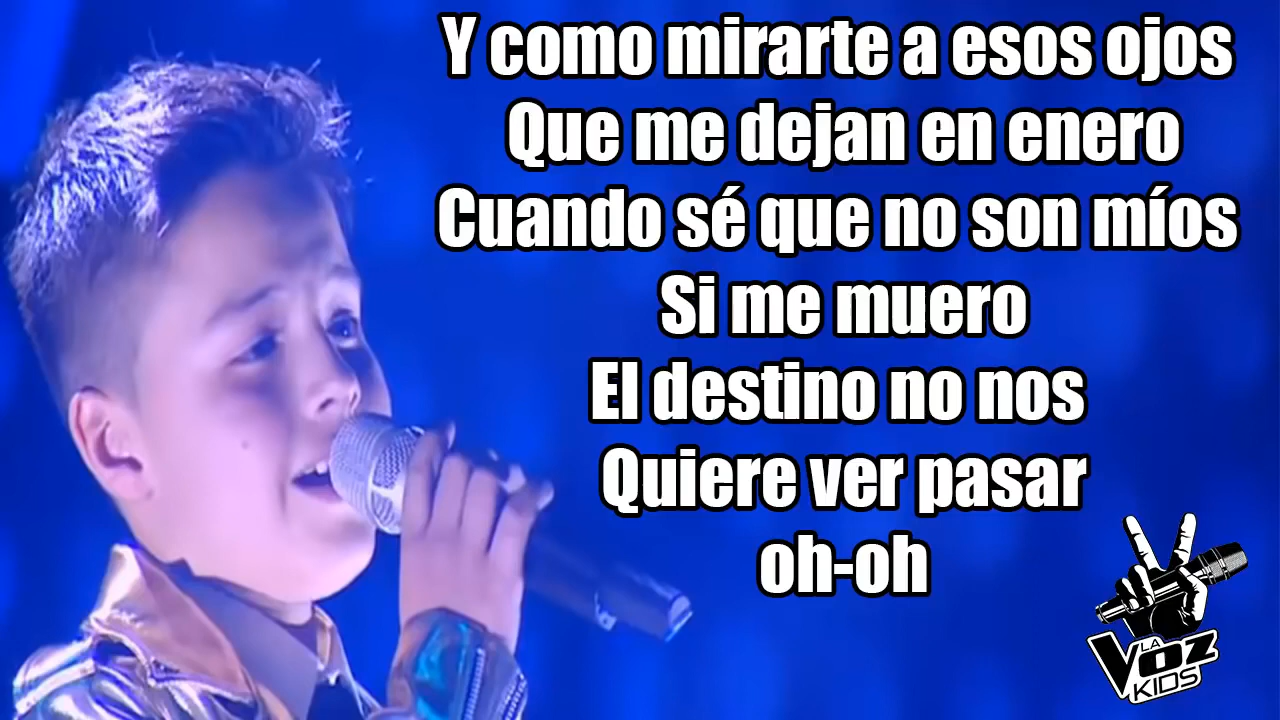 Y como mirarte a esos ojos
Que me dejan en enero
Cuando sé que no son míos
Si me muero
El destino no nos
Quiere ver pasar
oh-oh
LA
VOZ
KIDS